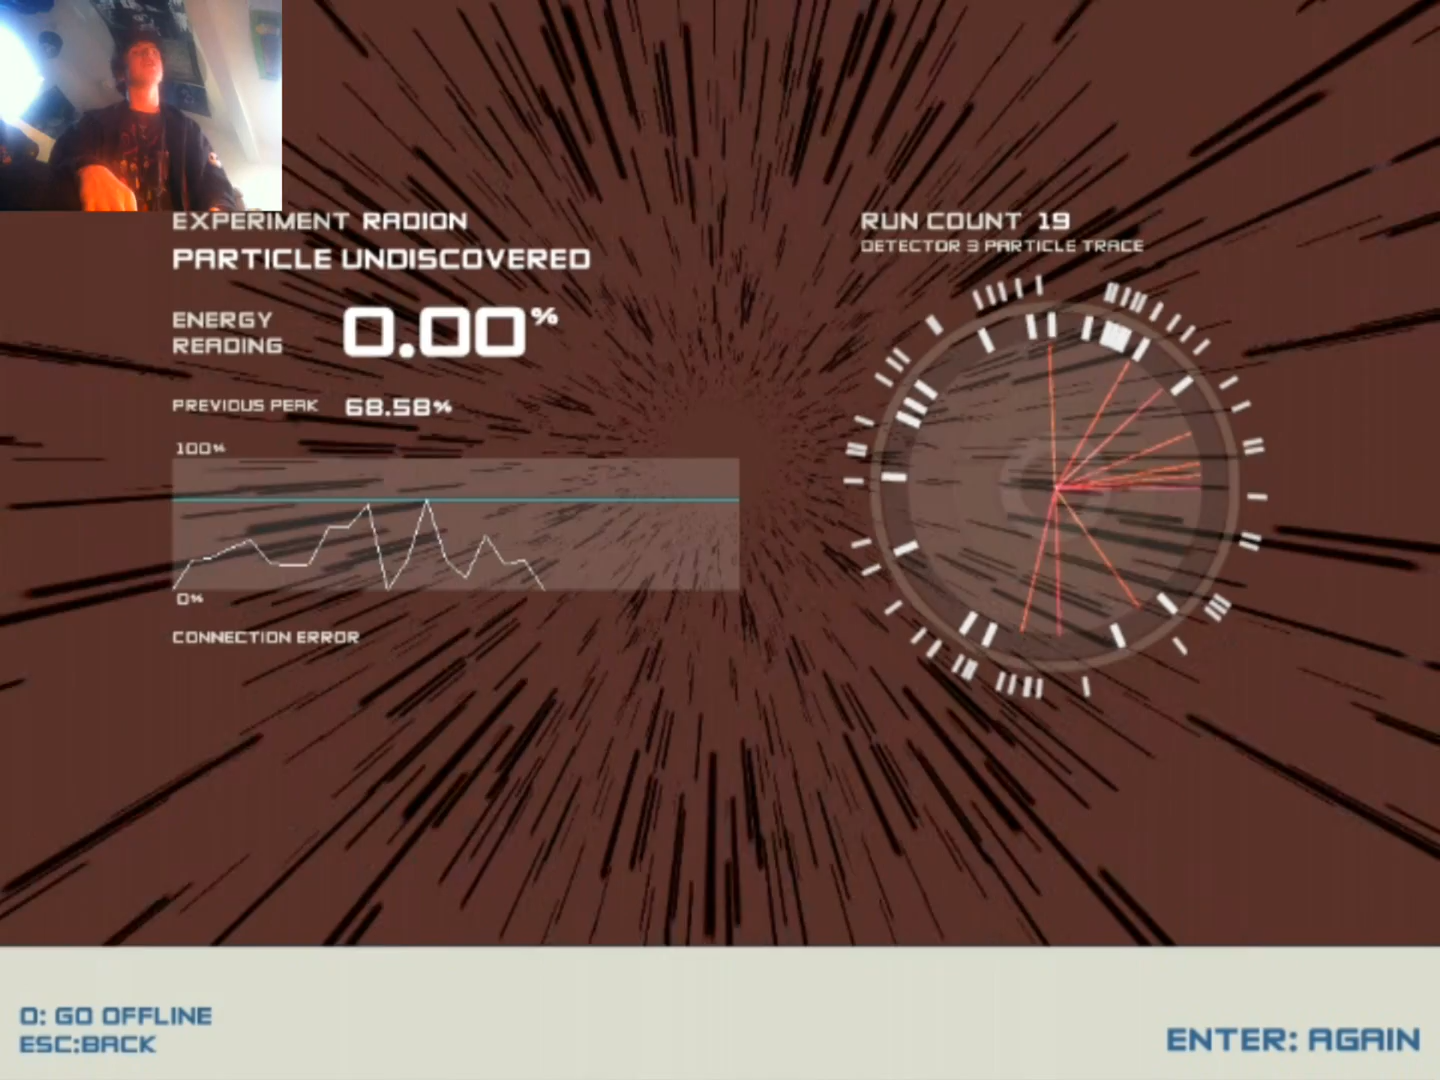 EXPERIMENT RADION
PARTICLE UNDISCOVERED
ENERGY
READING
0.00%
PREVIOUS PEAK 68.58%
100%
0%
CONNECTION ERROR
RUN COUNT 19
DETECTOR 3 PARTICLE TRACE
O: GO OFFLINE
ESC:BACK
ENTER: AGAIN